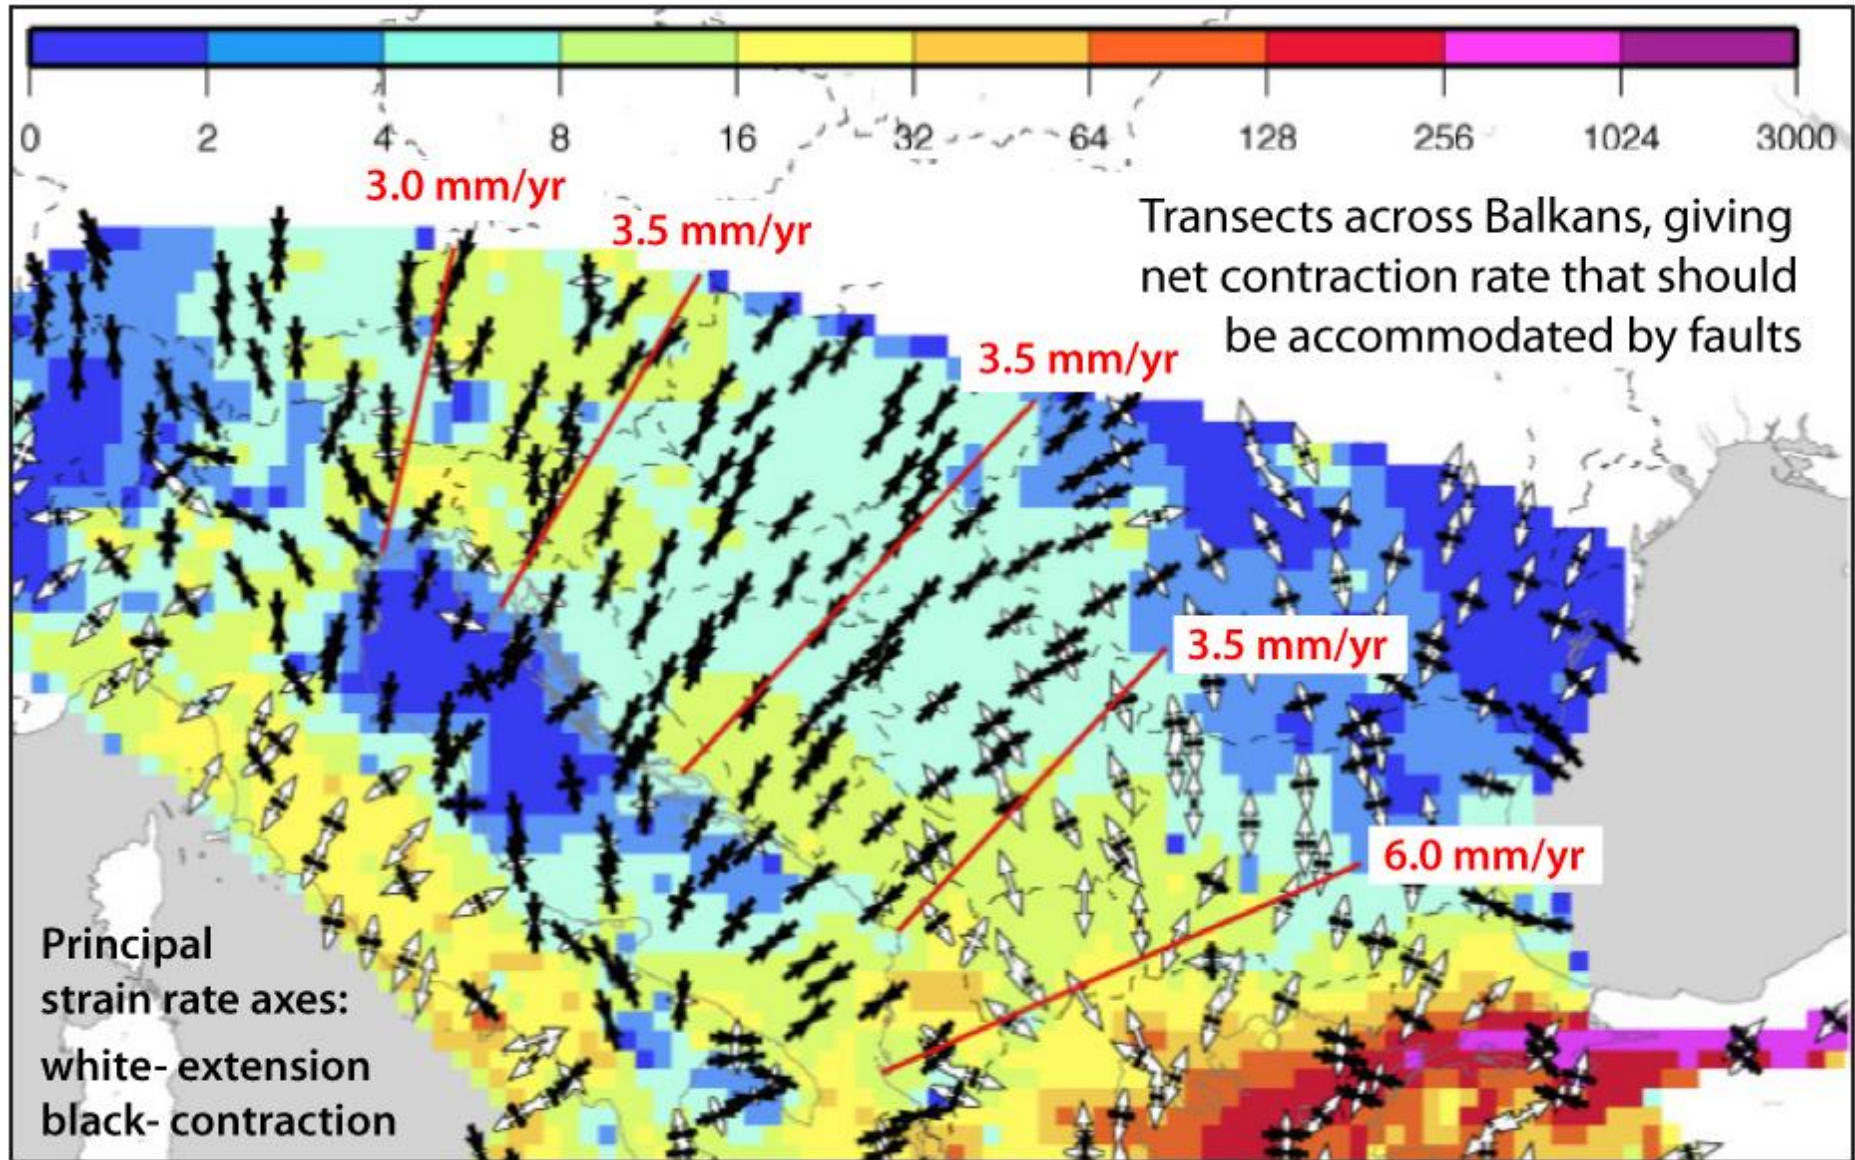 0 2 4 8 16 32 64 128 256 1024 3000
3.0 mm/yr
3.5 mm/yr
Transects across Balkans, giving
net contraction rate that should
be accommodated by faults
3.5 mm/yr
3.5 mm/yr
6.0 mm/yr
Principal
strain rate axes:
white- extension
black- contraction